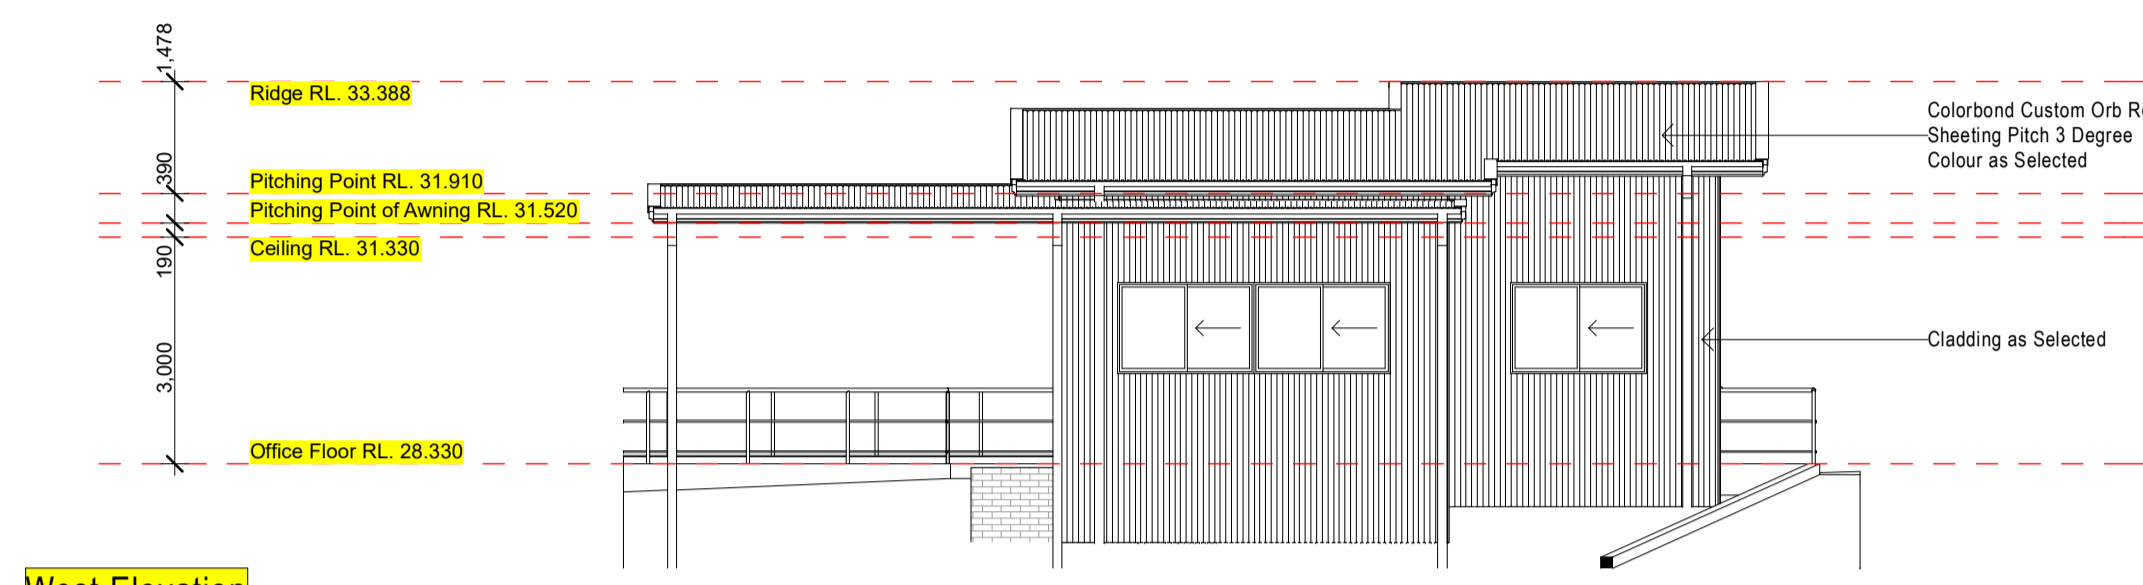 1,478
Ridge RL. 33.388
390
Pitching Point RL. 31.910
Pitching Point of Awning RL. 31.520
190
Ceiling RL. 31.330
3,000
Office Floor RL. 28.330
Colorbond Custom Orb
Sheeting Pitch 3 Degree
Colour as Selected
Cladding as Selected
West Elevation